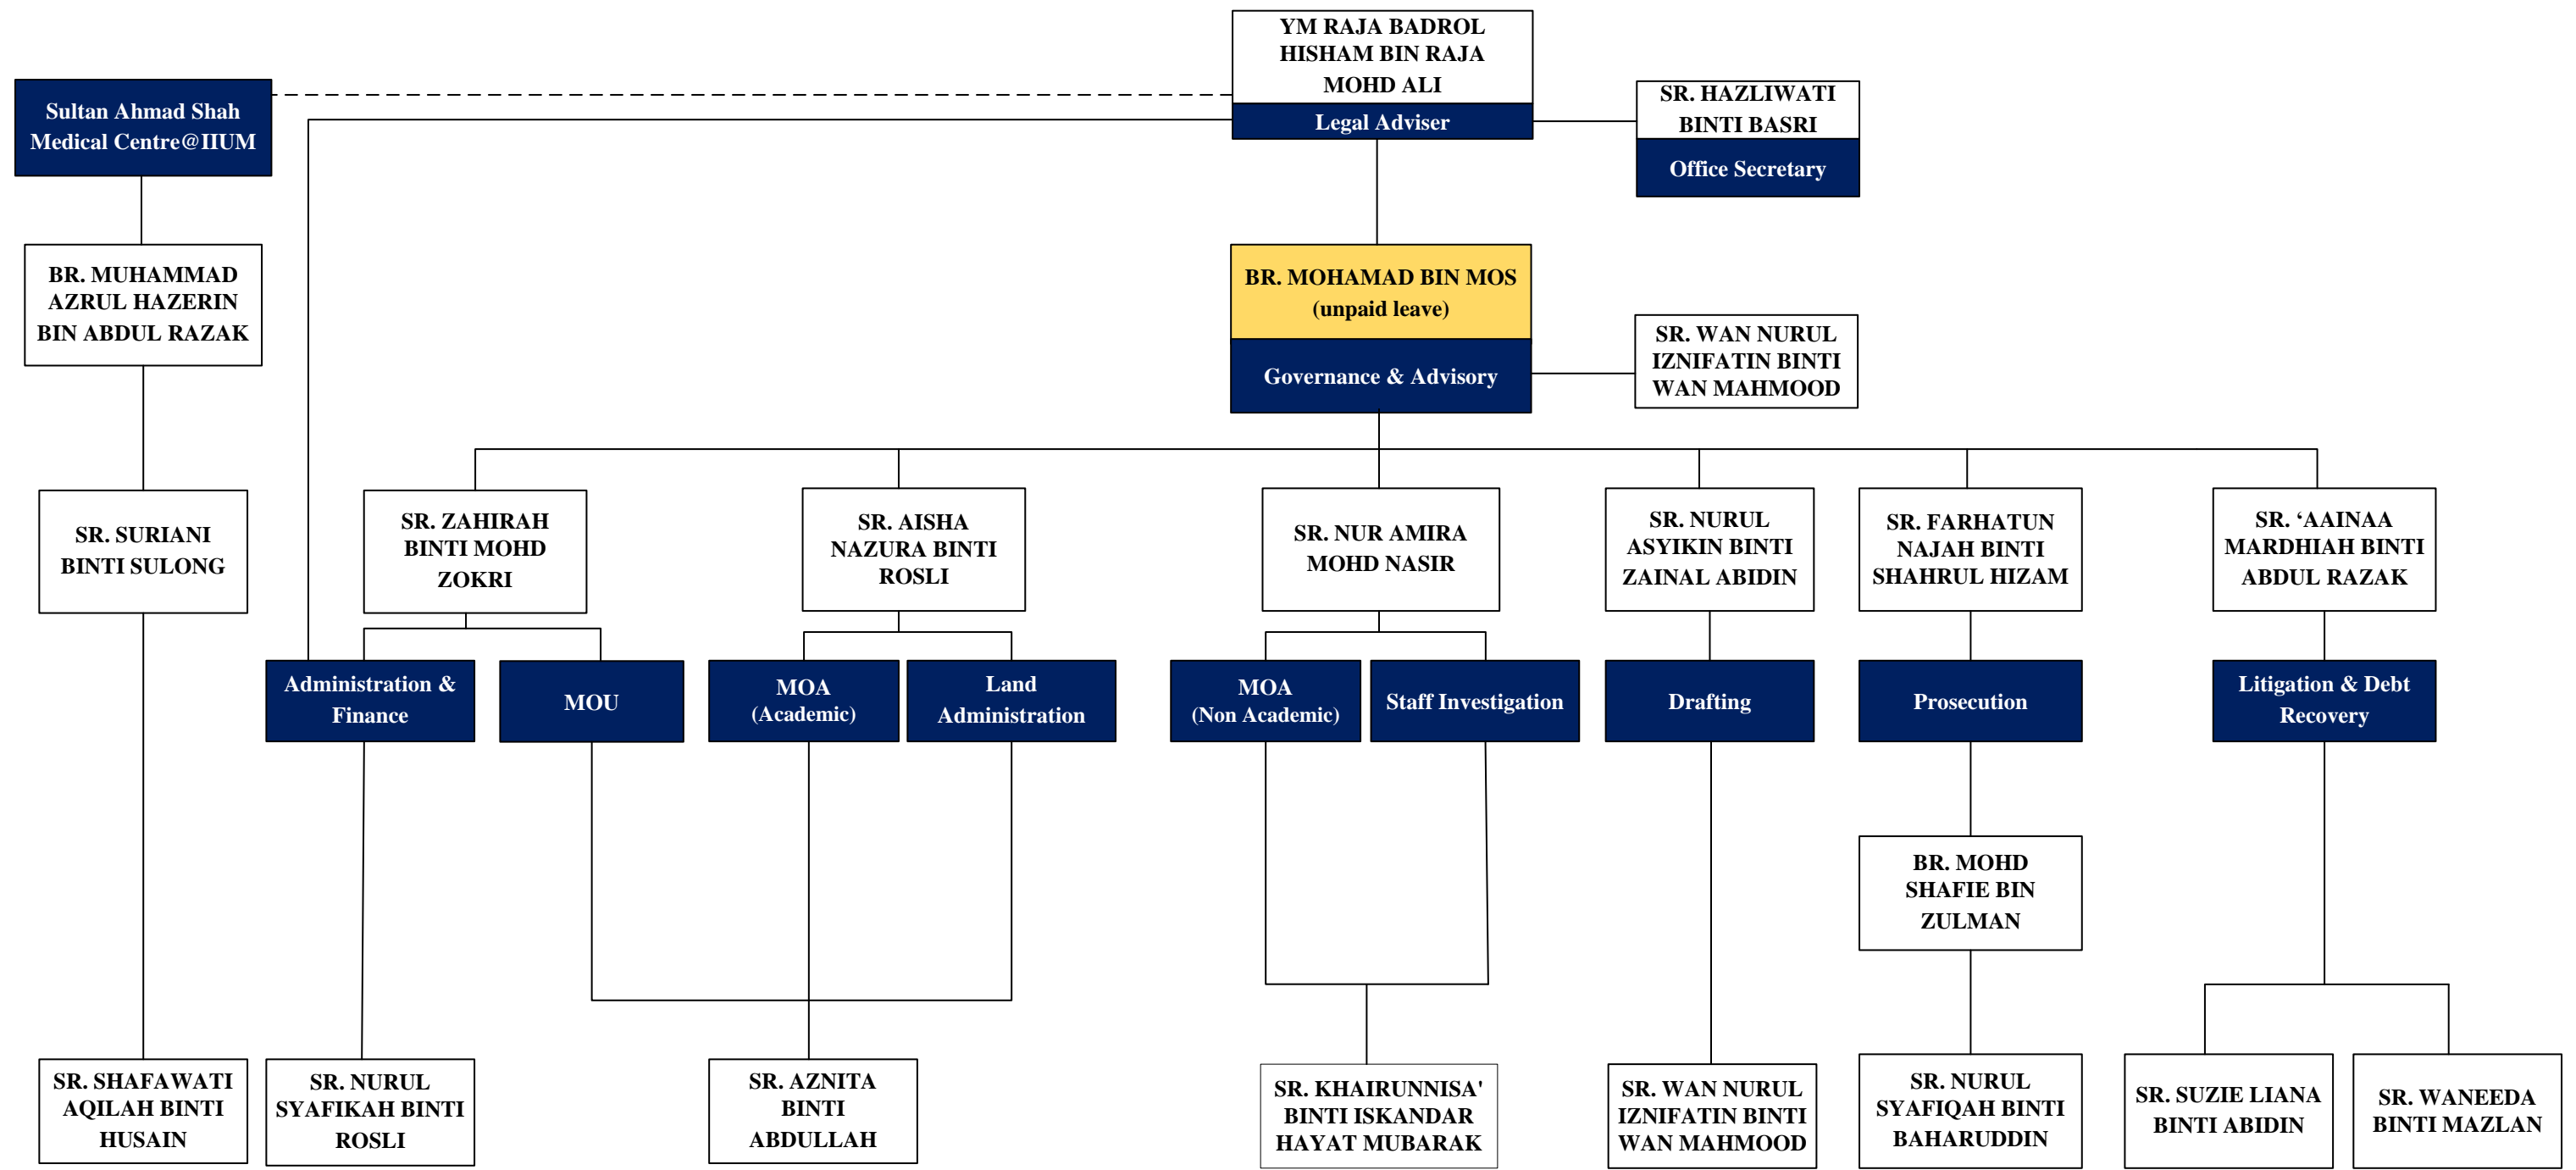 YM RAJA BADROL
HISHAM BIN RAJA
MOHD ALI
Legal Adviser
Sultan Ahmad Shah
Medical Centre@IIUM
SR. HAZLIWATI
BINTI BASRI
Office Secretary
BR. MUHAMMAD
AZRUL HAZERIN
BIN ABDUL RAZAK
BR. MOHAMAD BIN MOS
(unpaid leave)
Governance & Advisory
SR. WAN NURUL
IZNIFATIN BINTI
WAN MAHMOOD
SR. SURIANI
BINTI SULONG
SR. ZAHIRAH
BINTI MOHD
ZOKRI
SR. AISHA
NAZURA BINTI
ROSLI
SR. NUR AMIRA
MOHD NASIR
SR. NURUL
ASYIKIN BINTI
ZAINAL ABIDIN
SR. FARHATUN
NAJAH BINTI
SHAHRUL HIZAM
SR. ‘AAINAA
MARDHIAH BINTI
ABDUL RAZAK
Administration &
Finance
MOU
MOA
(Academic)
Land
Administration
MOA
(Non Academic)
Staff Investigation
Drafting
Prosecution
Litigation & Debt
Recovery
BR. MOHD
SHAFIE BIN
ZULMAN
SR. SHAFAWATI
AQILAH BINTI
HUSAIN
SR. NURUL
SYAFIKAH BINTI
ROSLI
SR. AZNITA
BINTI
ABDULLAH
SR. KHAIRUNNISA'
BINTI ISKANDAR
HAYAT MUBARAK
SR. WAN NURUL
IZNIFATIN BINTI
WAN MAHMOOD
SR. NURUL
SYAFIQAH BINTI
BAHARUDDIN
SR. SUZIE LIANA
BINTI ABIDIN
SR. WANEEDA
BINTI MAZLAN